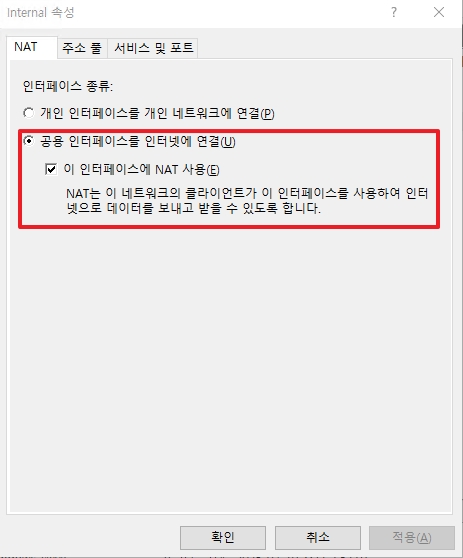 Internal 속성
? ×
NAT 주소 풀 서비스 및 포트
인터페이스 종류:
개인 인터페이스를 개인 네트워크에 연결(P)
공용 인터페이스를 인터넷에 연결(U)
이 인터페이스에 NAT 사용(E)
NAT는 이 네트워크의 클라이언트가 이 인터페이스를 사용하여 인터
넷으로 데이터를 보내고 받을 수 있도록 합니다.
확인 취소 적용(A)